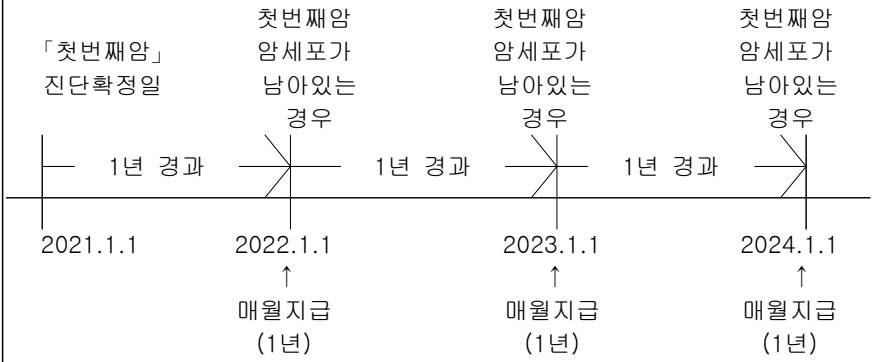 첫번째암 첫번째암 첫번째암
「첫번째암」 암세포가 암세포가 암세포가
진단확정일 남아있는 남아있는 남아있는
경우 경우 경우
1년 경과 1년 경과 1년 경과
2021.1.1 2022.1.1 2023.1.1 2024.1.1
↑ ↑ ↑
매월지급 매월지급 매월지급
(1년) (1년) (1년)